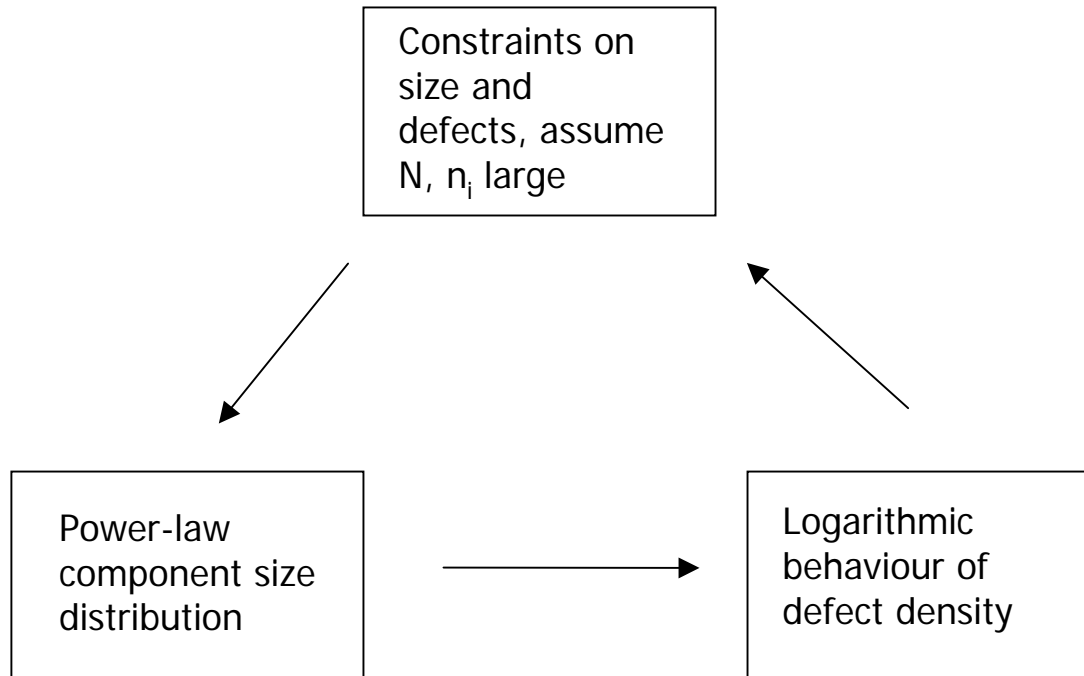 Constraints on
size and
defects, assume
N, nᵢ large
Power-law
component size
distribution
Logarithmic
behaviour of
defect density